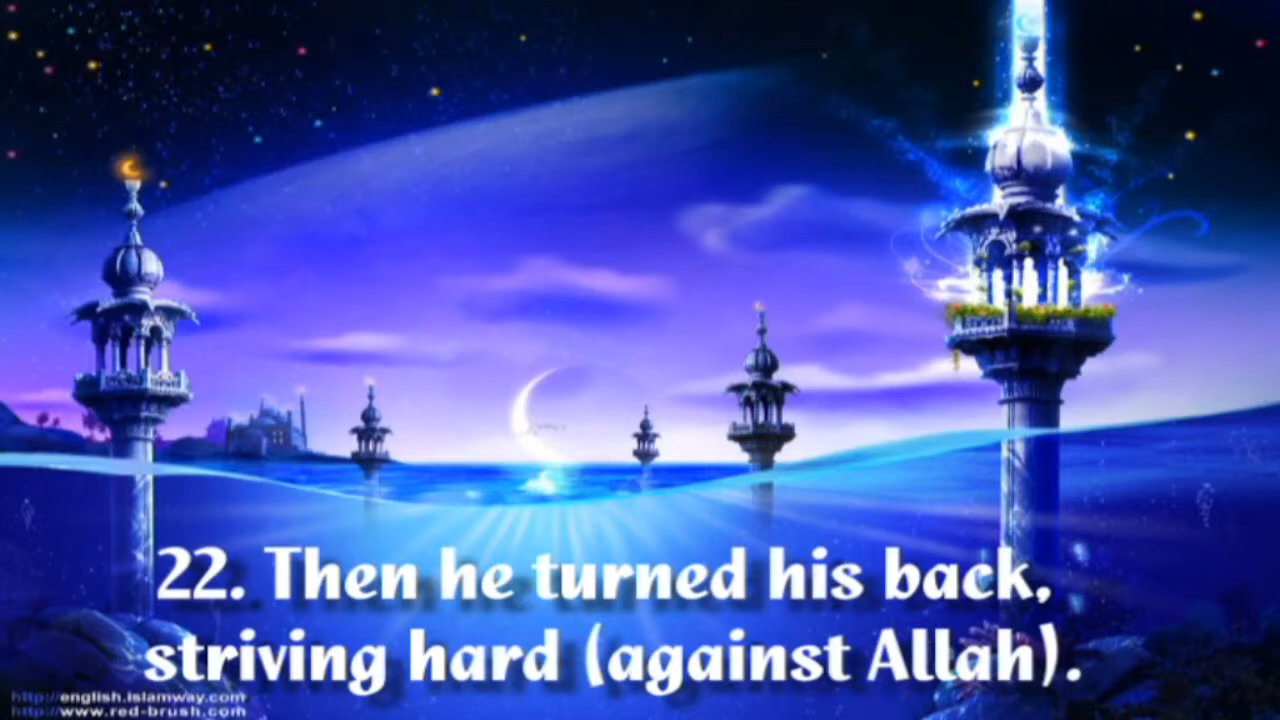 22. Then he turned his back,
striving hard (against Allah).
http://english.islamway.com
http://www.red-brush.com